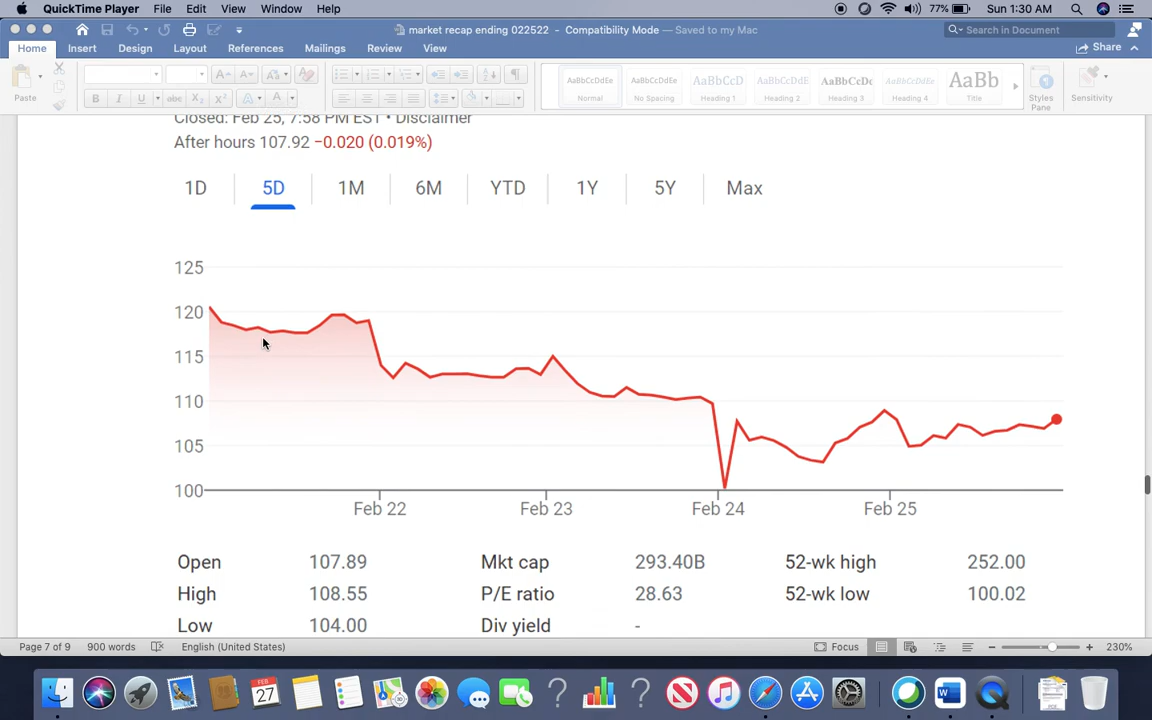 QuickTime Player File Edit View Window Help 77% Sun 1:30 AM
market recap ending 022522 - Compatibility Mode — Saved to my Mac
Search in Document
Home Insert Design Layout References Mailings Review View
Share
Paste
AaBbCcDdEe AaBbCcDdEe AaBbCcD AaBbCcDdEe AaBbCcDc AaBbCcDdEe AaBb
Normal No Spacing Heading 1 Heading 2 Heading 3 Heading 4 Title
Styles Pane
Sensitivity
Closed: Feb 25, 7:58 PM EST • Disclaimer
After hours 107.92 −0.020 (0.019%)
1D 5D 1M 6M YTD 1Y 5Y Max
125
120
115
110
105
100
Feb 22 Feb 23 Feb 24 Feb 25
Open 107.89 Mkt cap 293.40B 52-wk high 252.00
High 108.55 P/E ratio 28.63 52-wk low 100.02
Low 104.00 Div yield -
Page 7 of 9 900 words English (United States) Focus 230%
FEB
27